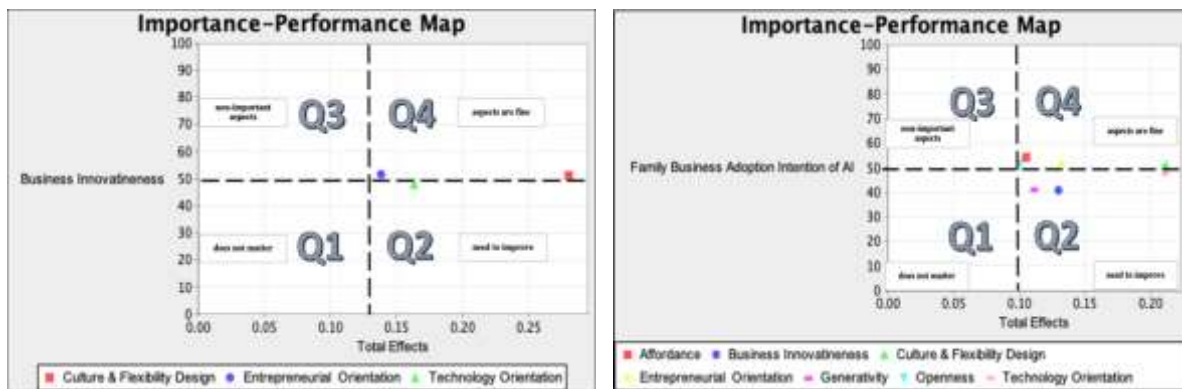 Importance-Performance Map
100
90
80
70
60
50
40
30
20
10
0
Business Innovatineness
non-important
aspects
Q3
Q4
aspects are fine
does not matter
Q1
Q2
need to improve
0.00
0.05
0.10
0.15
0.20
0.25
Total Effects
Culture & Flexibility Design
Entrepreneurial Orientation
Technology Orientation
Importance-Performance Map
100
90
80
70
60
50
40
30
20
10
0
Family Business Adoption Intention of AI
non-important
aspects
Q3
Q4
aspects are fine
does not matter
Q1
Q2
need to improve
0.00
0.05
0.10
0.15
0.20
Total Effects
Affordance
Business Innovatineness
Culture & Flexibility Design
Entrepreneurial Orientation
Generativity
Openness
Technology Orientation